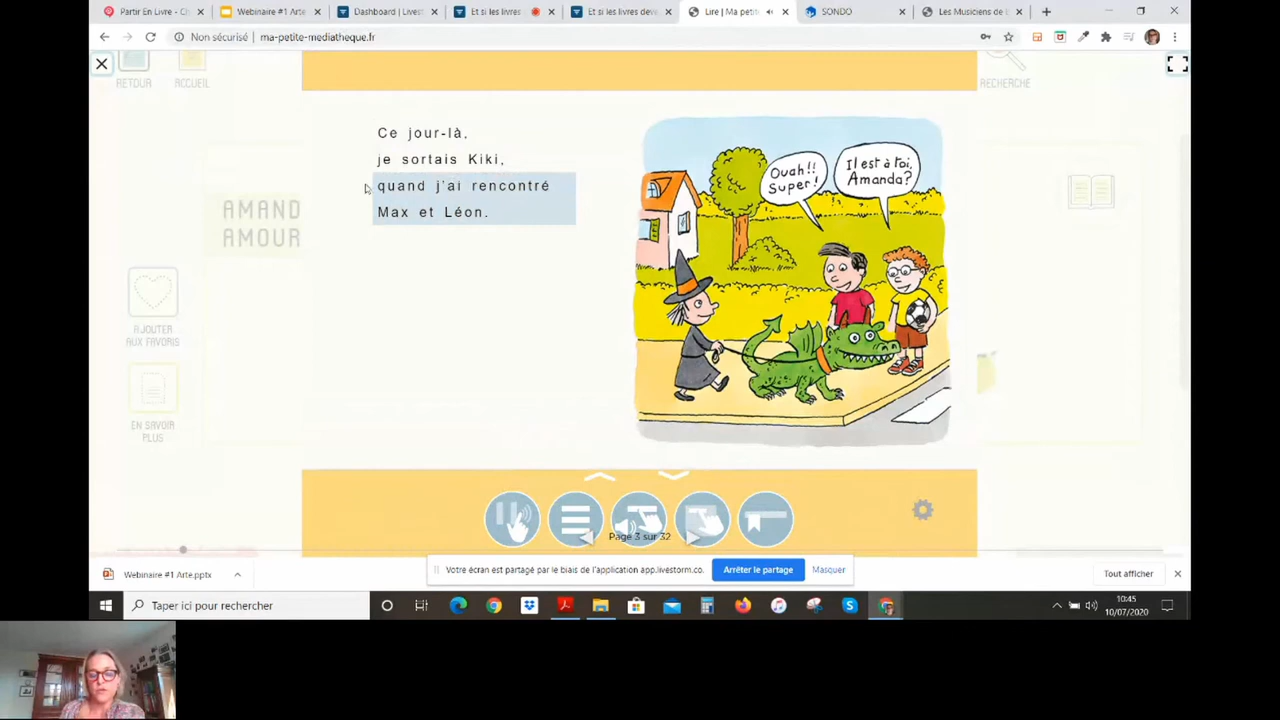 Partir En Livre - Ch
Webinaire #1 Arte
Dashboard | Livest
Et si les livres
Et si les livres deve
Lire | Ma petit
SONDO
Les Musiciens de
Non sécurisé | ma-petite-mediatheque.fr
RETOUR
ACCUEIL
RECHERCHE
Ce jour-là,
je sortais Kiki,
quand j'ai rencontré
Max et Léon.
Ouah!!
Super!
Il est à toi,
Amanda?
AMAND
AMOUR
AJOUTER
AUX FAVORIS
EN SAVOIR
PLUS
Page 3 sur 32
Votre écran est partagé par le biais de l'application app.livestorm.co.
Arrêter le partage
Masquer
Webinaire #1 Arte.pptx
Tout afficher
Taper ici pour rechercher
10:45
10/07/2020